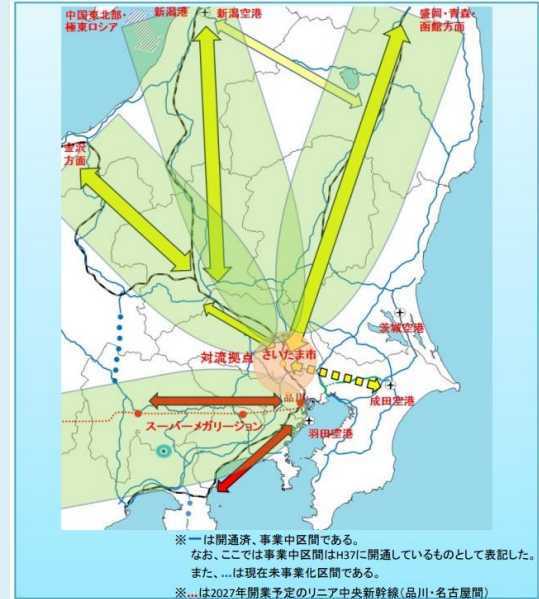 中国東北部・
極東ロシア
新潟港
新潟空港
盛岡・青森・
函館方面
金沢
方面
茨城空港
対流拠点
さいたま市
成田空港
品川
スーパーメガリージョン
羽田空港
※ーは開通済、事業中区間である。
なお、ここでは事業中区間はH37に開通しているものとして表記した。
また、…は現在未事業化区間である。
※…は2027年開業予定のリニア中央新幹線(品川・名古屋間)